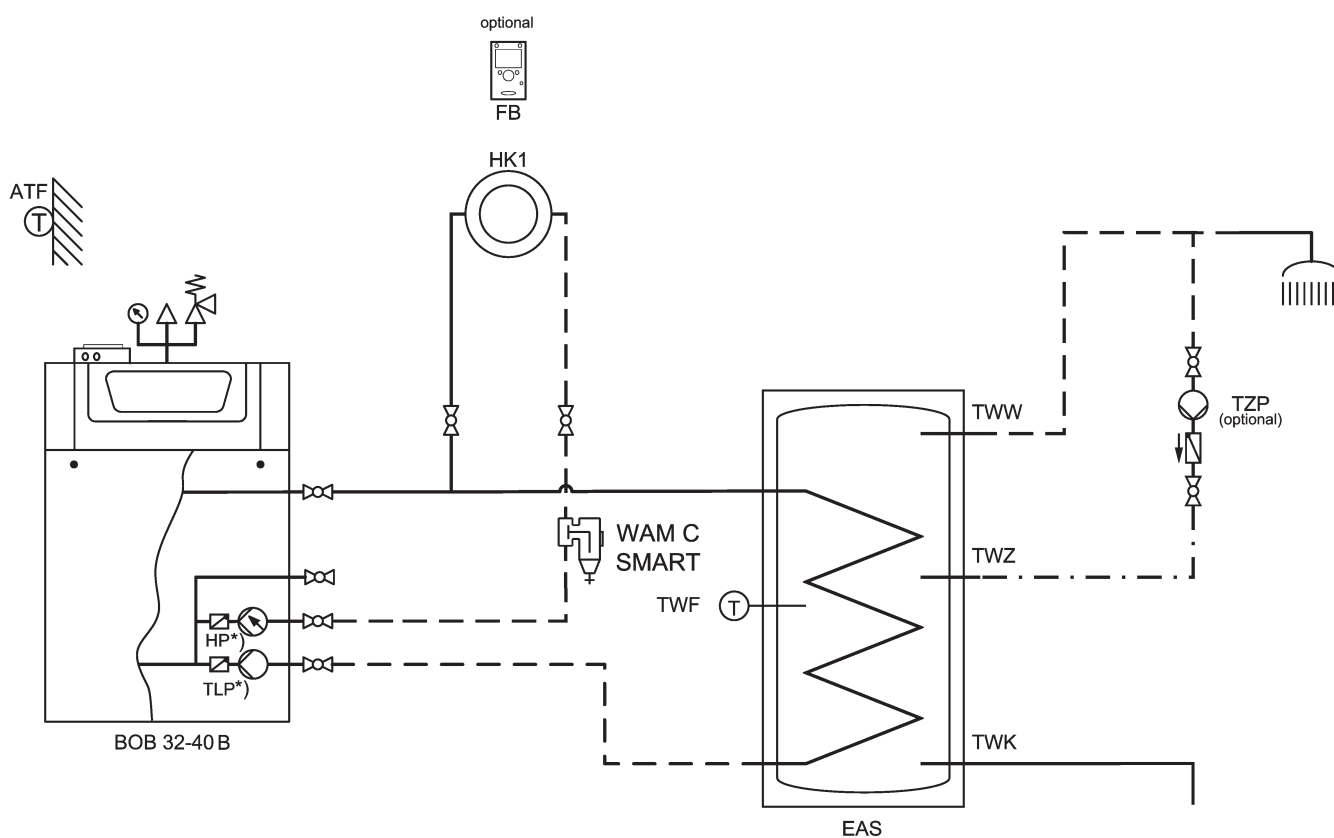 optional
FB
HK1
ATF
T
TWW
TZP
(optional)
WAM C
SMART
TWZ
TWF
T
HP*)
TLP*)
TWK
BOB 32-40 B
EAS